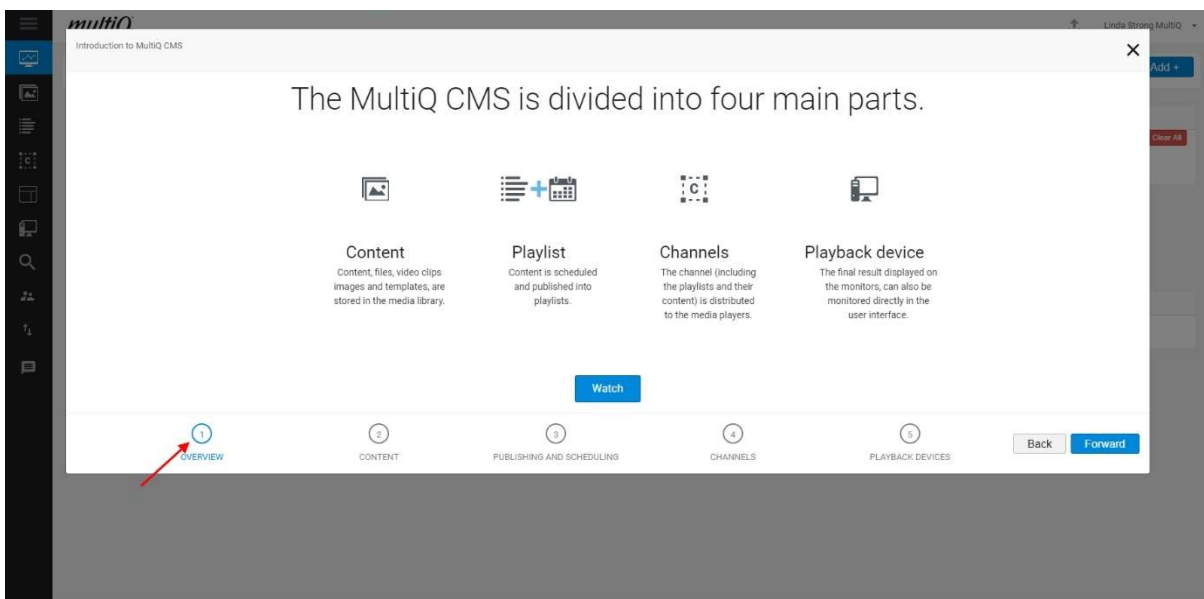 multiQ
Linda Strong MultiQ
Introduction to MultiQ CMS
Add +
The MultiQ CMS is divided into four main parts.
Clear All
C
C
Content
Content, files, video clips
images and templates, are
stored in the media library.
Playlist
Content is scheduled
and published into
playlists.
Channels
The channel (including
the playlists and their
content) is distributed
to the media players.
Playback device
The final result displayed on
the monitors, can also be
monitored directly in the
user interface.
Watch
1
OVERVIEW
2
CONTENT
3
PUBLISHING AND SCHEDULING
4
CHANNELS
5
PLAYBACK DEVICES
Back
Forward